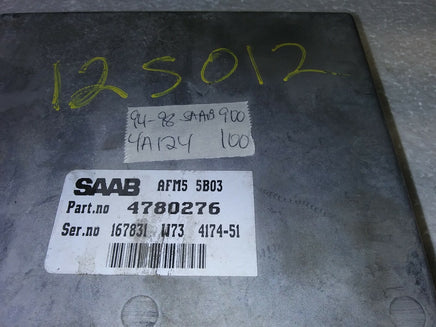 12S012
94-98 SAAB 900
4A124 100
SAAB AFM5 5B03
Part.no 4780276
Ser.no 167831 W73 4174-51